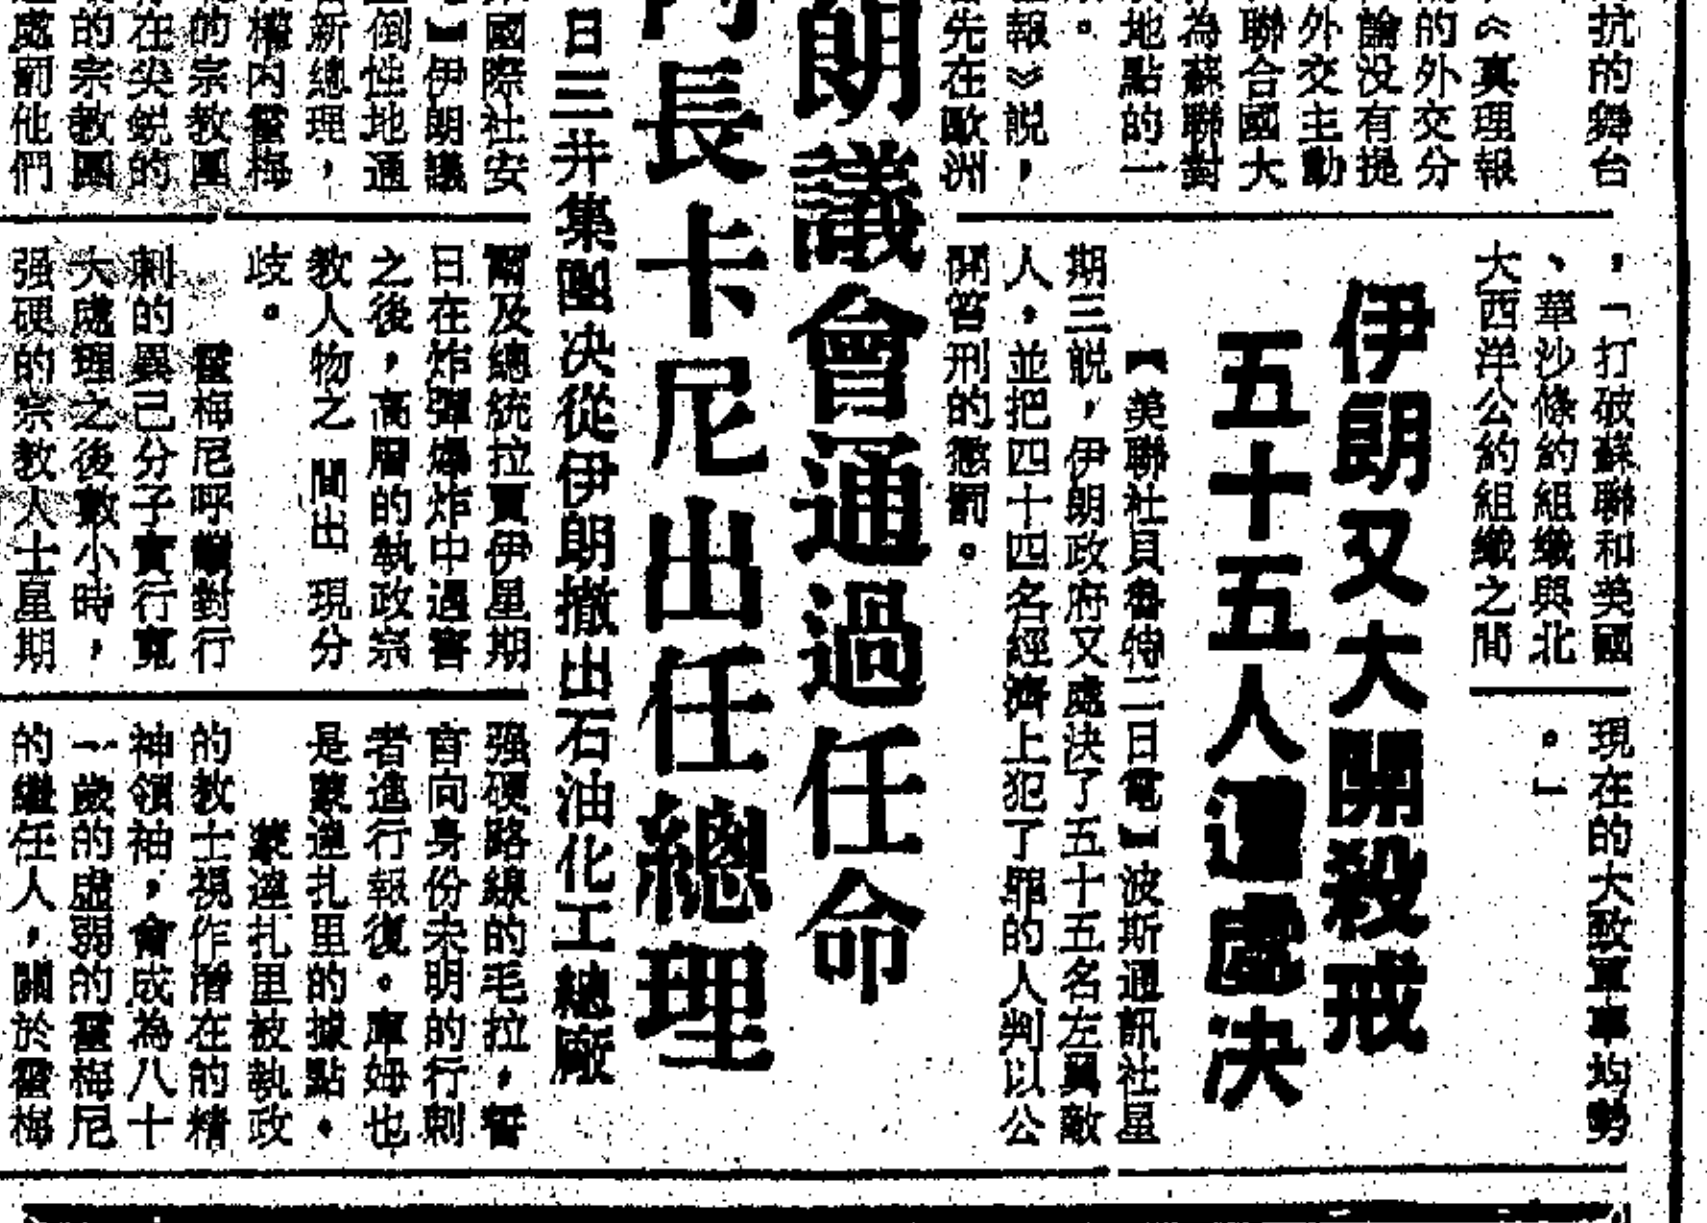 抗的舞台
《真理報
的外交分
論没有提
外交主動
聯合國大
為蘇聯對
地點的一
。
報》説，
先在歐洲
，「打破蘇聯和美國
、華沙條約組織與北
大西洋公約組織之間
現在的大致軍事均勢
。」
伊朗又大開殺戒
五十五人遭處决
【美聯社貝魯特二日電】波斯通訊社星
期三説，伊朗政府又處决了五十五名左翼敵
人，並把四十四名經濟上犯了罪的人判以公
開笞刑的懲罰。
朗議會通過任命
內長卡尼出任總理
日三井集團决從伊朗撤出石油化工總廠
國際社安
】伊朗議
倒性地通
新總理，
權内霍梅
的宗教團
在尖鋭的
的宗教團
處罰他們
爾及總統拉賈伊星期
日在炸彈爆炸中遇害
之後，高層的執政宗
教人物之間出現分
歧。
霍梅尼呼籲對行
刺的異己分子實行寬
大處理之後數小時，
强硬的宗教人士星期
强硬路線的毛拉，誓
言向身份未明的行刺
者進行報復。庫姆也
是蒙達扎里的據點。
蒙達扎里被執政
的教士視作潛在的精
神領袖，會成為八十
一歲的虛弱的霍梅尼
的繼任人，關於霍梅